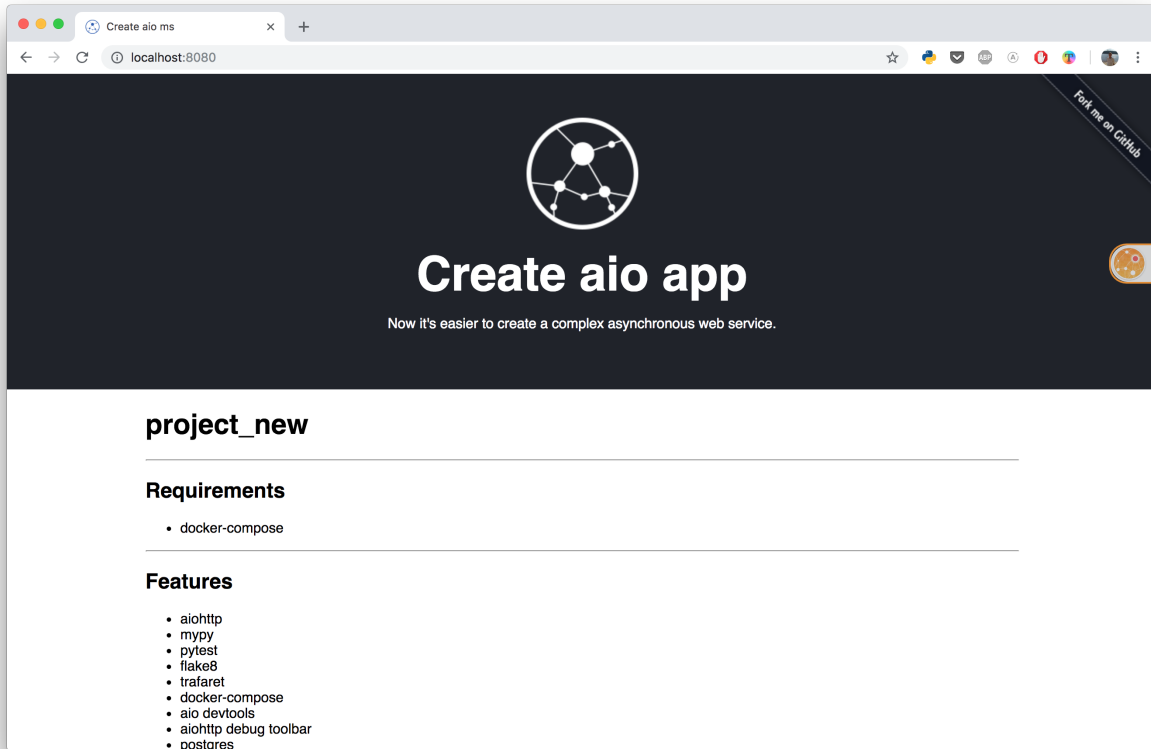 Create aio ms
localhost:8080
ABP
Fork me on GitHub
Create aio app
Now it's easier to create a complex asynchronous web service.
project_new
Requirements
docker-compose
Features
aiohttp
mypy
pytest
flake8
trafaret
docker-compose
aio devtools
aiohttp debug toolbar
postgres